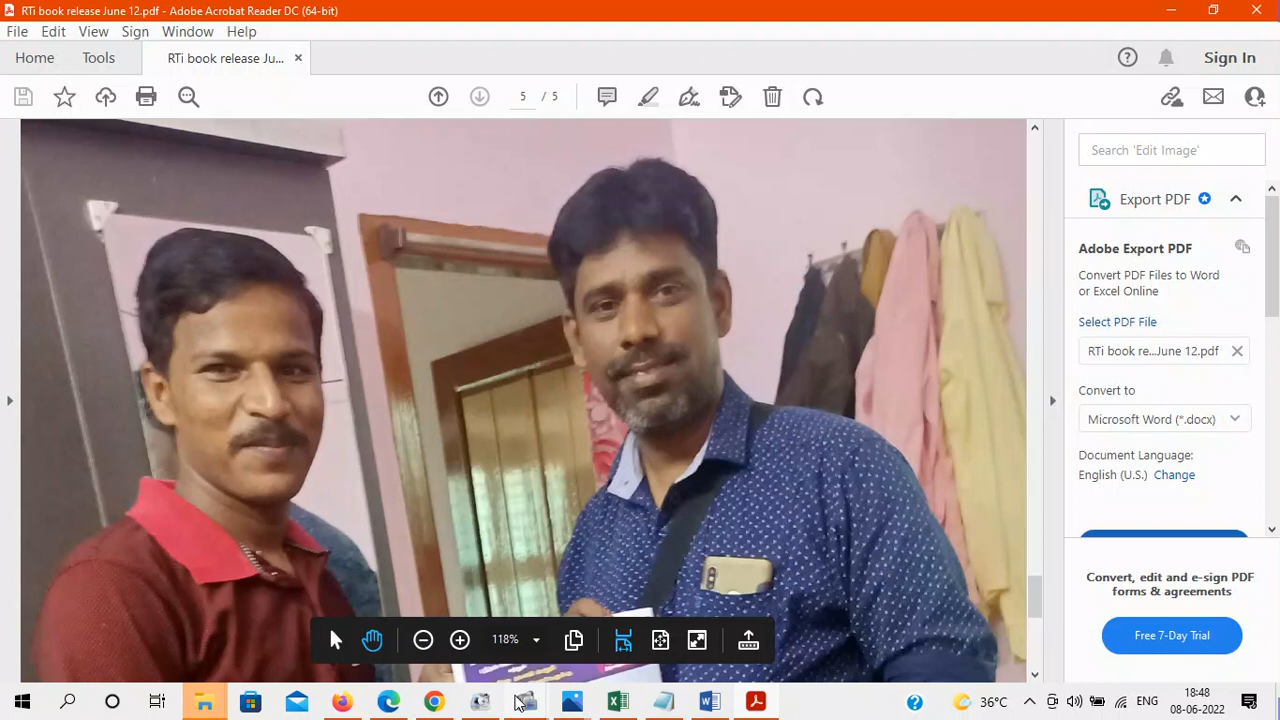 RTi book release June 12.pdf - Adobe Acrobat Reader DC (64-bit)
File Edit View Sign Window Help
Home Tools RTi book release Ju... Sign In
5 / 5
Search 'Edit Image'
Export PDF
Adobe Export PDF
Convert PDF Files to Word
or Excel Online
Select PDF File
RTi book re...June 12.pdf
Convert to
Microsoft Word (*.docx)
Document Language:
English (U.S.) Change
Convert, edit and e-sign PDF
forms & agreements
Free 7-Day Trial
118%
36°C ENG 18:48
08-06-2022